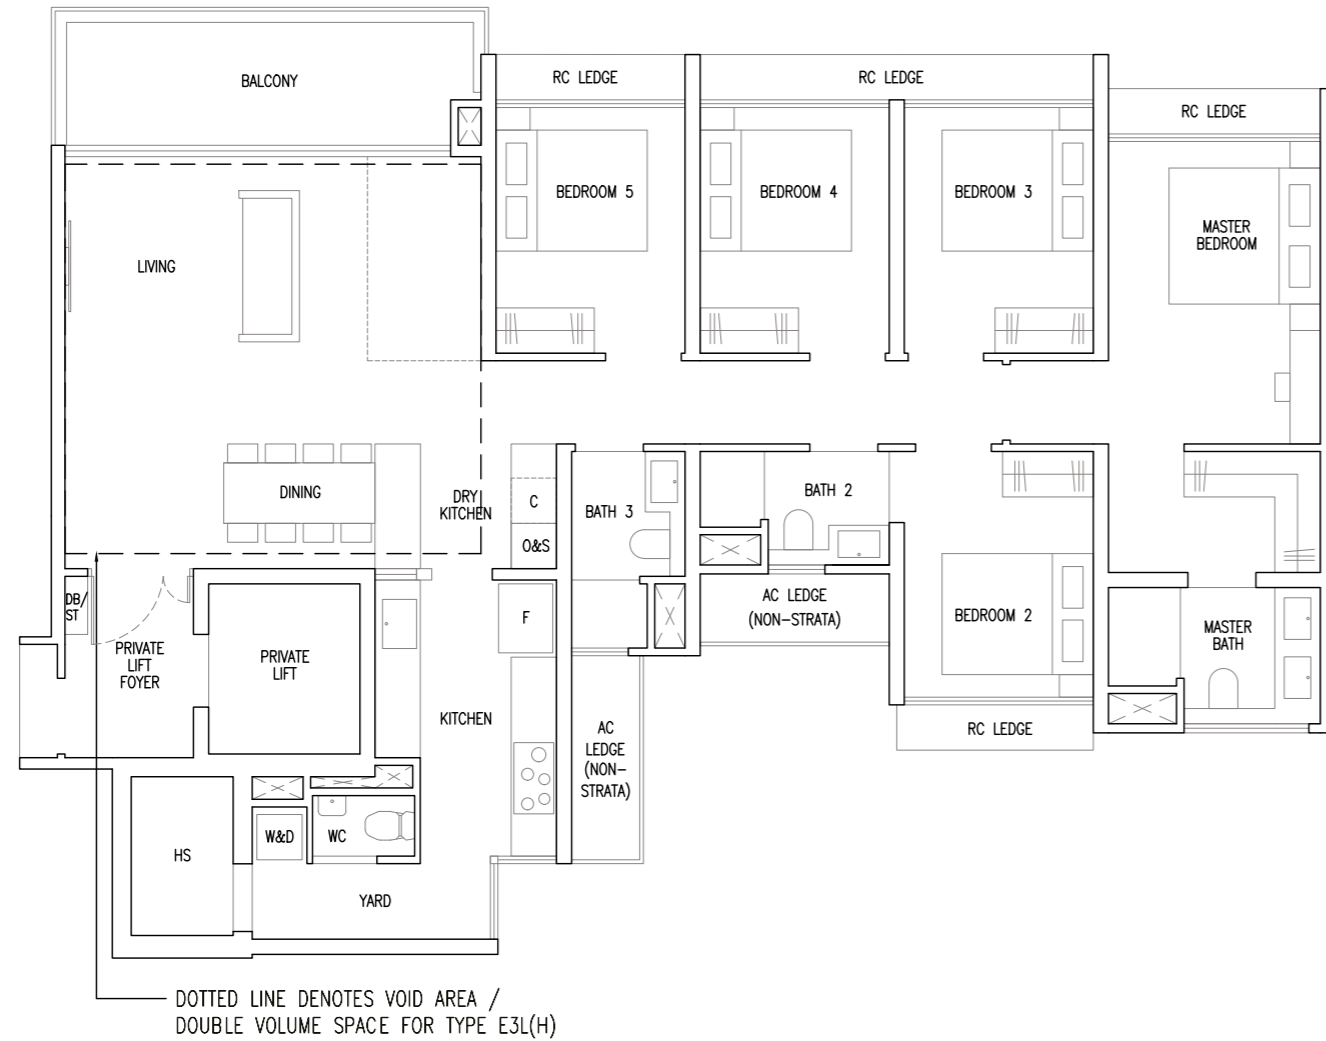 BALCONY
RC LEDGE
RC LEDGE
RC LEDGE
BEDROOM 5
BEDROOM 4
BEDROOM 3
MASTER
BEDROOM
LIVING
DINING
DRY
KITCHEN
C
O&S
BATH 3
BATH 2
DB/
ST
PRIVATE
LIFT
FOYER
PRIVATE
LIFT
F
AC LEDGE
(NON-STRATA)
BEDROOM 2
MASTER
BATH
KITCHEN
AC
LEDGE
(NON-
STRATA)
RC LEDGE
HS
W&D
WC
YARD
DOTTED LINE DENOTES VOID AREA /
DOUBLE VOLUME SPACE FOR TYPE E3L(H)